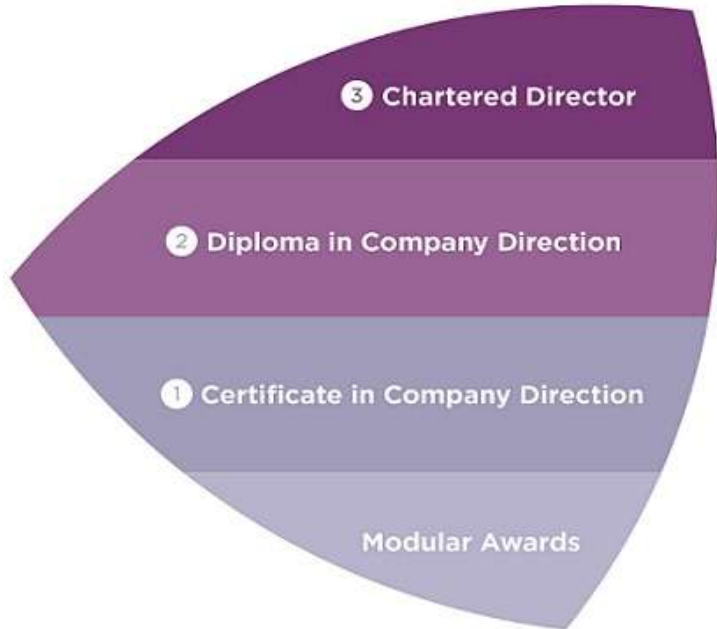 3 Chartered Director
2 Diploma in Company Direction
1 Certificate in Company Direction
Modular Awards